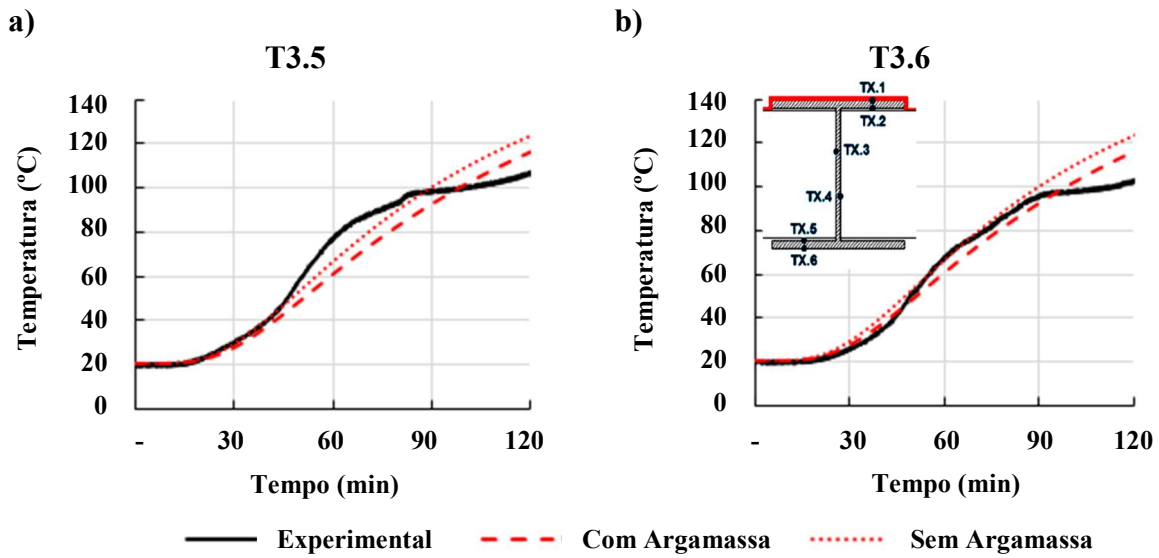 a)
T3.5
140
120
100
80
60
40
20
0
Temperatura (ºC)
-
30
60
90
120
Tempo (min)
b)
T3.6
140
120
100
80
60
40
20
0
Temperatura (ºC)
TX.1
TX.2
TX.3
TX.4
TX.5
TX.6
-
30
60
90
120
Tempo (min)
Experimental
Com Argamassa
Sem Argamassa